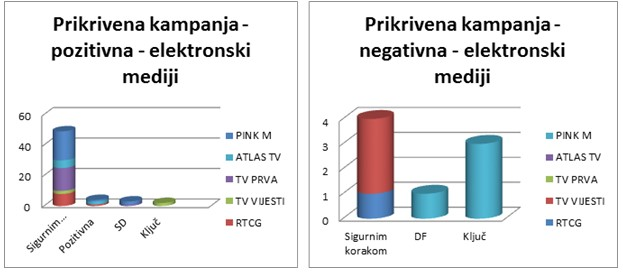 Prikrivena kampanja -
pozitivna - elektronski
mediji
60
40
20
0
Sigurnim...
Pozitivna
SD
Ključ
PINK M
ATLAS TV
TV PRVA
TV VIJESTI
RTCG
Prikrivena kampanja -
negativna - elektronski
mediji
4
3
2
1
0
Sigurnim
korakom
DF
Ključ
PINK M
ATLAS TV
TV PRVA
TV VIJESTI
RTCG